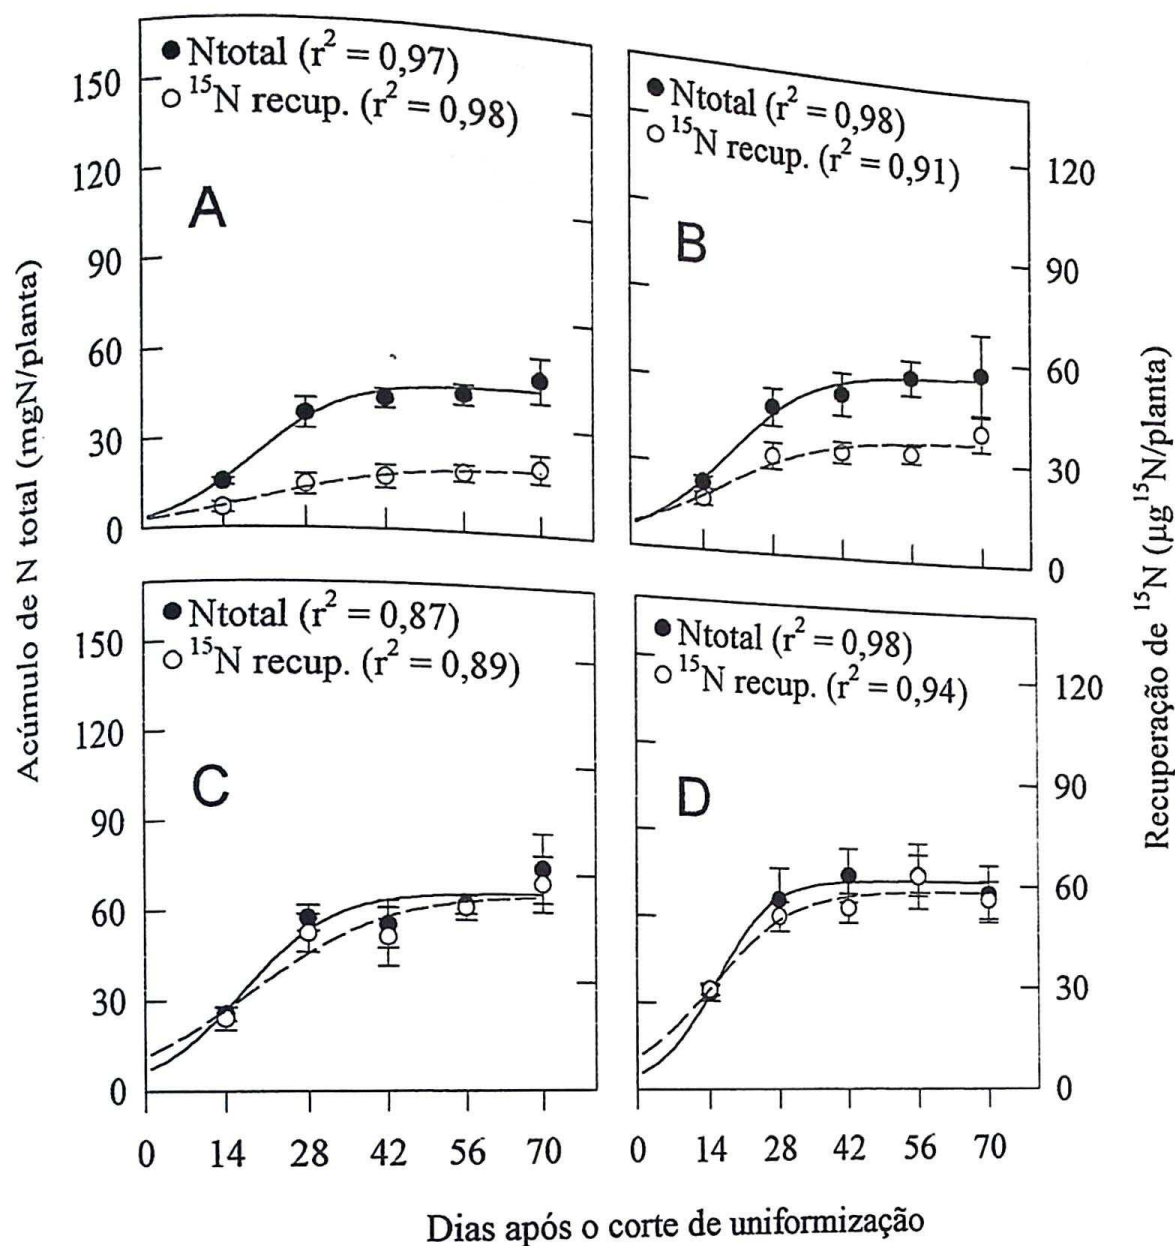 Acúmulo de N total (mgN/planta)
150
120
90
60
30
0
● Ntotal (r² = 0,97)
○ ¹⁵N recup. (r² = 0,98)
A
● Ntotal (r² = 0,98)
○ ¹⁵N recup. (r² = 0,91)
B
120
90
60
30
0
150
120
90
60
30
0
● Ntotal (r² = 0,87)
○ ¹⁵N recup. (r² = 0,89)
C
● Ntotal (r² = 0,98)
○ ¹⁵N recup. (r² = 0,94)
D
120
90
60
30
0
Recuperação de ¹⁵N (µg¹⁵N/planta)
0 14 28 42 56 70
0 14 28 42 56 70
Dias após o corte de uniformização